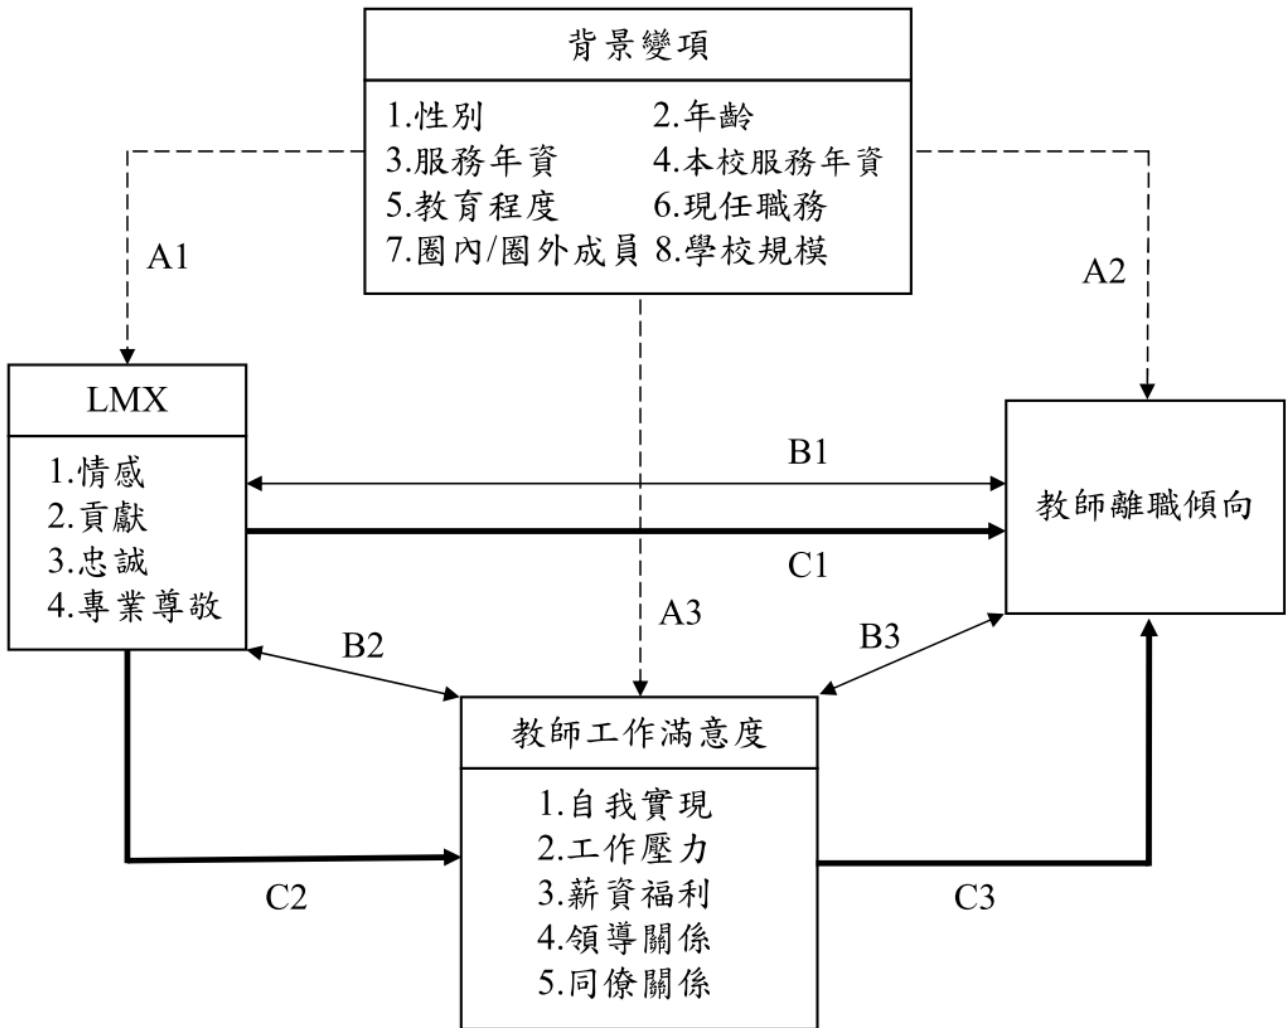 背景變項
1.性別 2.年齡
3.服務年資 4.本校服務年資
5.教育程度 6.現任職務
7.圈內/圈外成員 8.學校規模
A1
A2
LMX
1.情感
2.貢獻
3.忠誠
4.專業尊敬
B1
C1
教師離職傾向
A3
B2
B3
教師工作滿意度
1.自我實現
2.工作壓力
3.薪資福利
4.領導關係
5.同僚關係
C2
C3